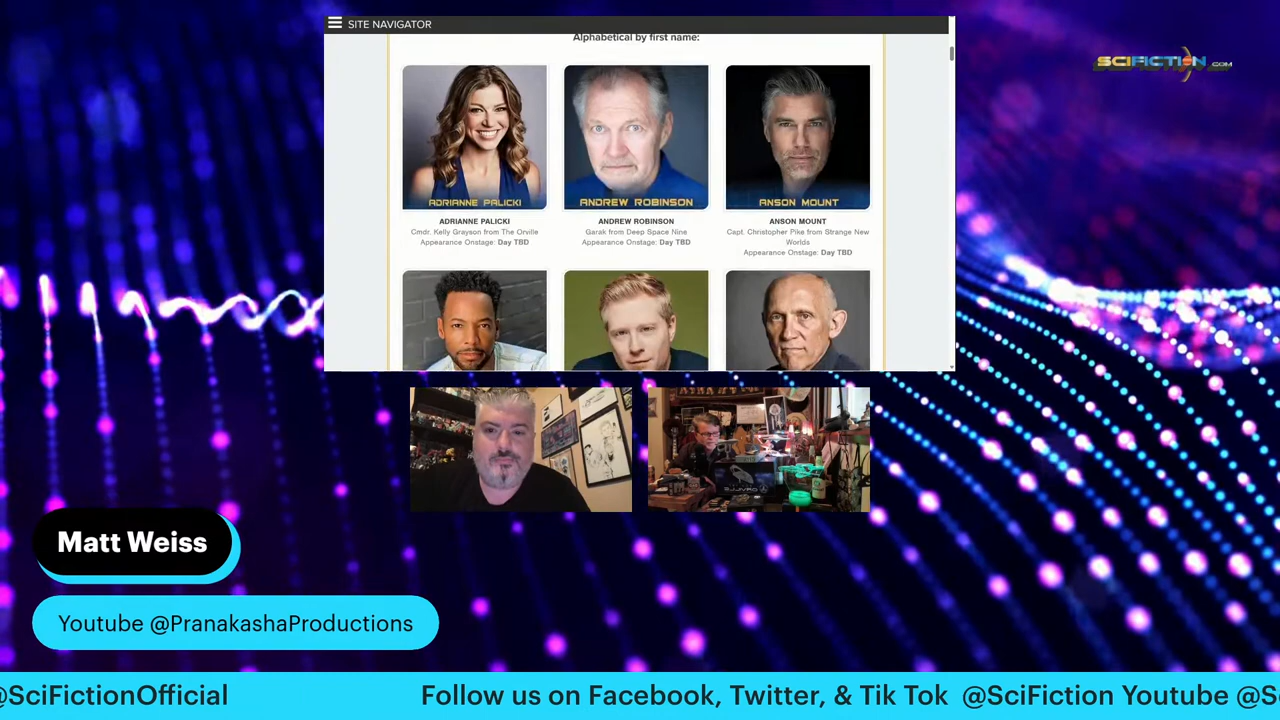 SITE NAVIGATOR
Alphabetical by first name:
SCIFICTION.COM
ADRIANNE PALICKI
ANDREW ROBINSON
ANSON MOUNT
ADRIANNE PALICKI
Cmdr. Kelly Grayson from The Orville
Appearance Onstage: Day TBD
ANDREW ROBINSON
Garak from Deep Space Nine
Appearance Onstage: Day TBD
ANSON MOUNT
Capt. Christopher Pike from Strange New
Worlds
Appearance Onstage: Day TBD
Matt Weiss
Youtube @PranakashaProductions
@SciFictionOfficial Follow us on Facebook, Twitter, & Tik Tok @SciFiction Youtube @S